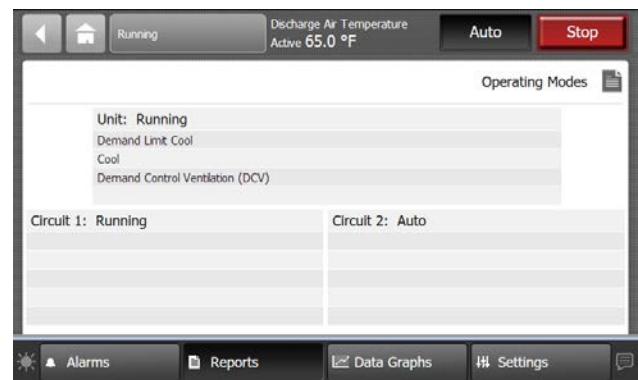 Running
Discharge Air Temperature
Active 65.0 °F
Auto
Stop
Operating Modes
Unit: Running
Demand Limit Cool
Cool
Demand Control Ventilation (DCV)
Circuit 1: Running
Circuit 2: Auto
Alarms
Reports
Data Graphs
Settings